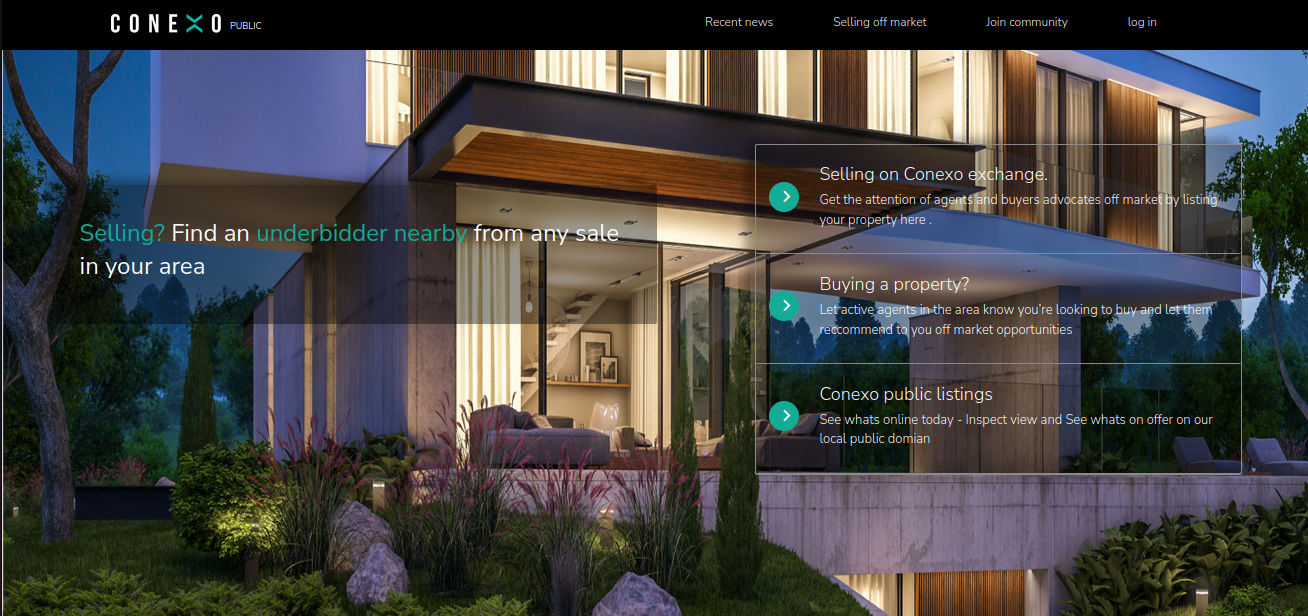 CONEXO PUBLIC
Recent news
Selling off market
Join community
log in
Selling? Find an underbidder nearby from any sale
in your area
Selling on Conexo exchange.
Get the attention of agents and buyers advocates off market by listing
your property here .
Buying a property?
Let active agents in the area know you're looking to buy and let them
reccommend to you off market opportunities
Conexo public listings
See whats online today - Inspect view and See whats on offer on our
local public domian